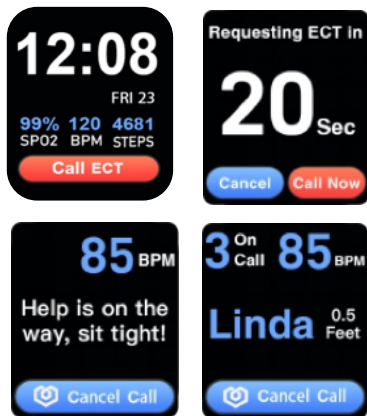 12:08
FRI 23
99% 120 4681
SPO2 BPM STEPS
Call ECT
Requesting ECT in
20 Sec
Cancel Call Now
85 BPM
Help is on the
way, sit tight!
Cancel Call
3 On Call 85 BPM
Linda 0.5 Feet
Cancel Call